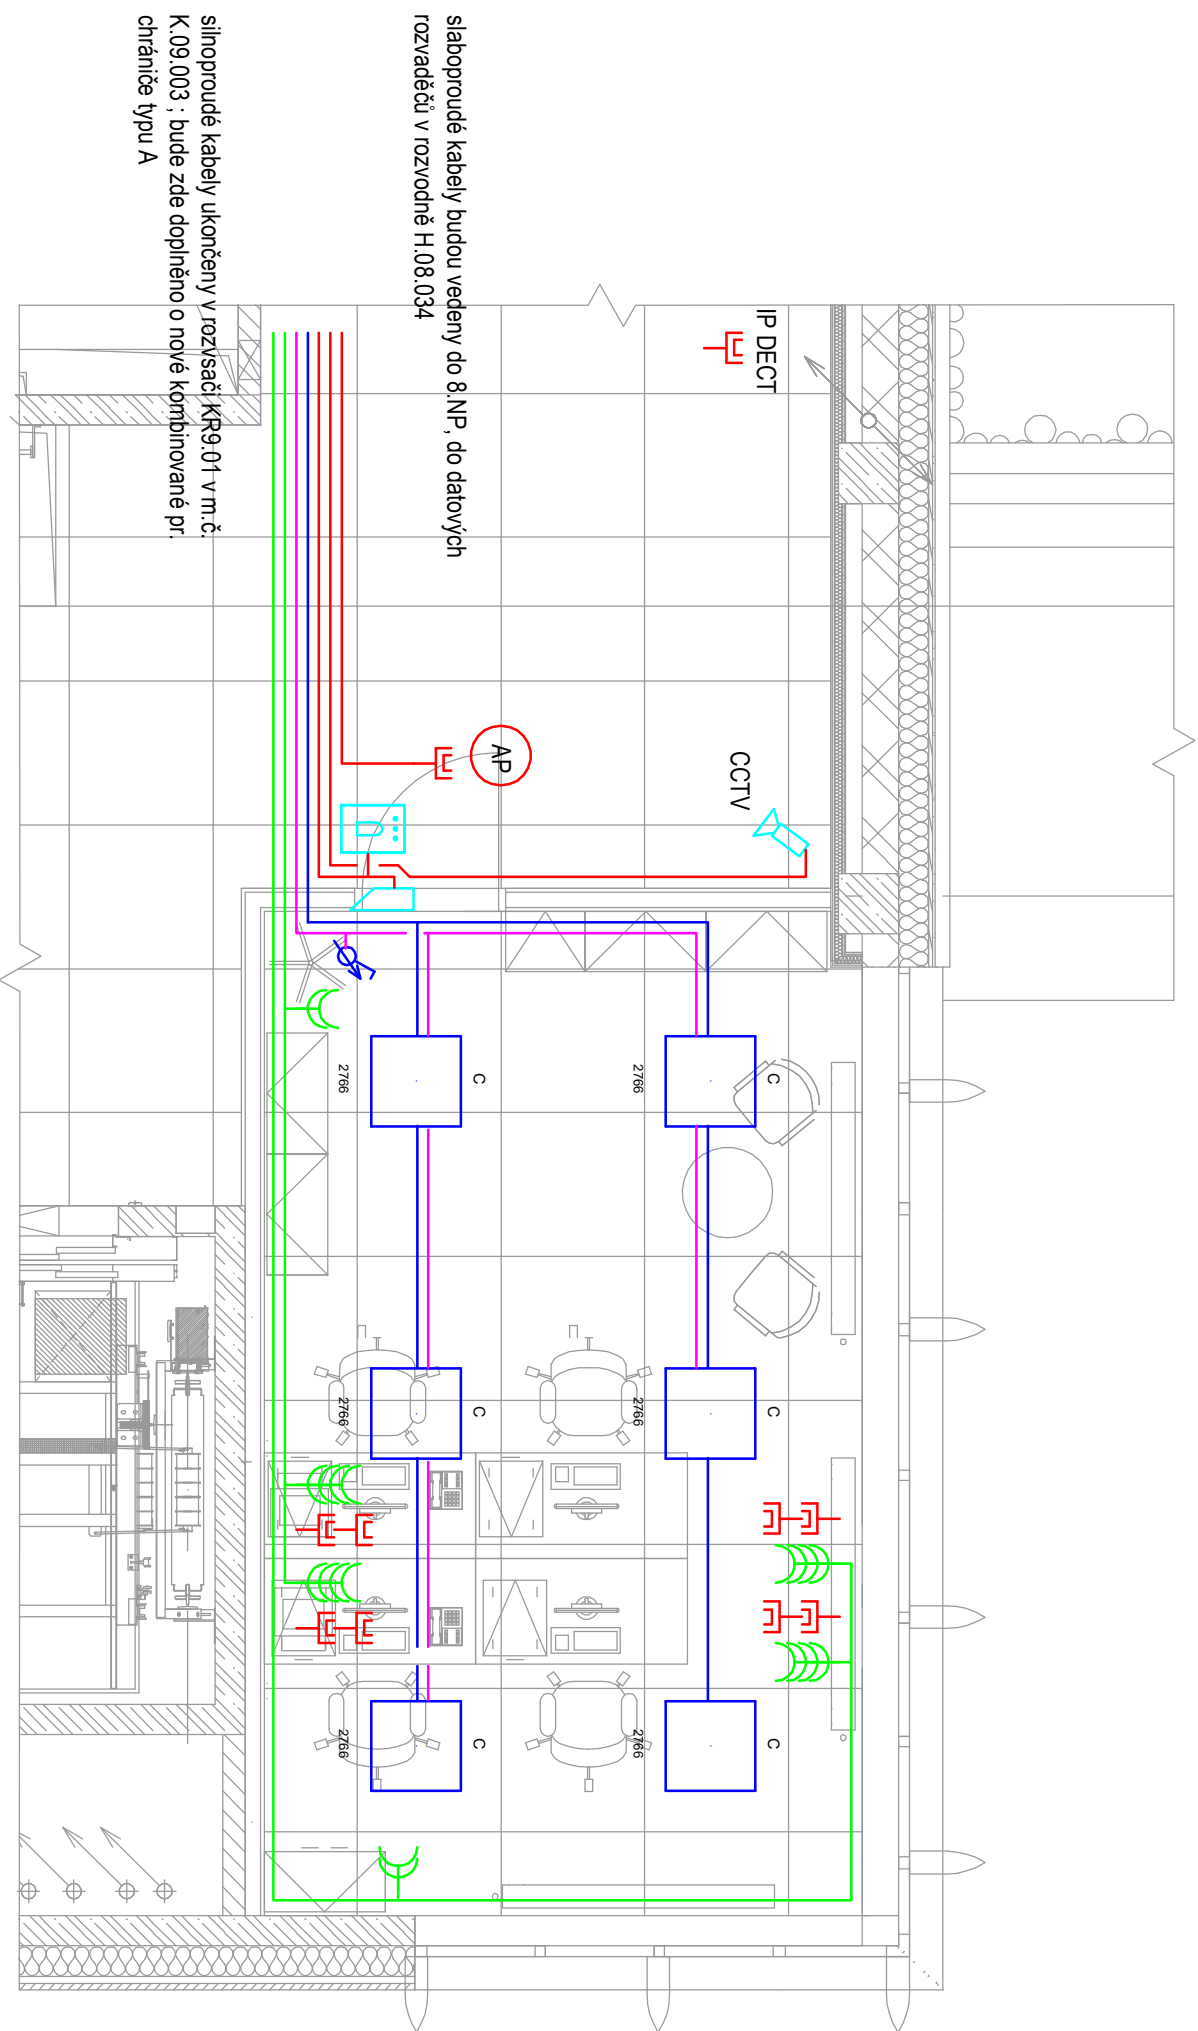 slaboproudé kabely budou vedeny do 8.NP, do datových
rozvaděčů v rozvodně H.08.034
silnoproudé kabely ukončeny v rozvsači KR9.01 v m.č.
K.09.003 ; bude zde doplněno o nové kombinované pr.
chrániče typu A
IP DECT
CCTV
AP
C
2766
C
2766
C
2766
C
2766
C
2766
C
2766